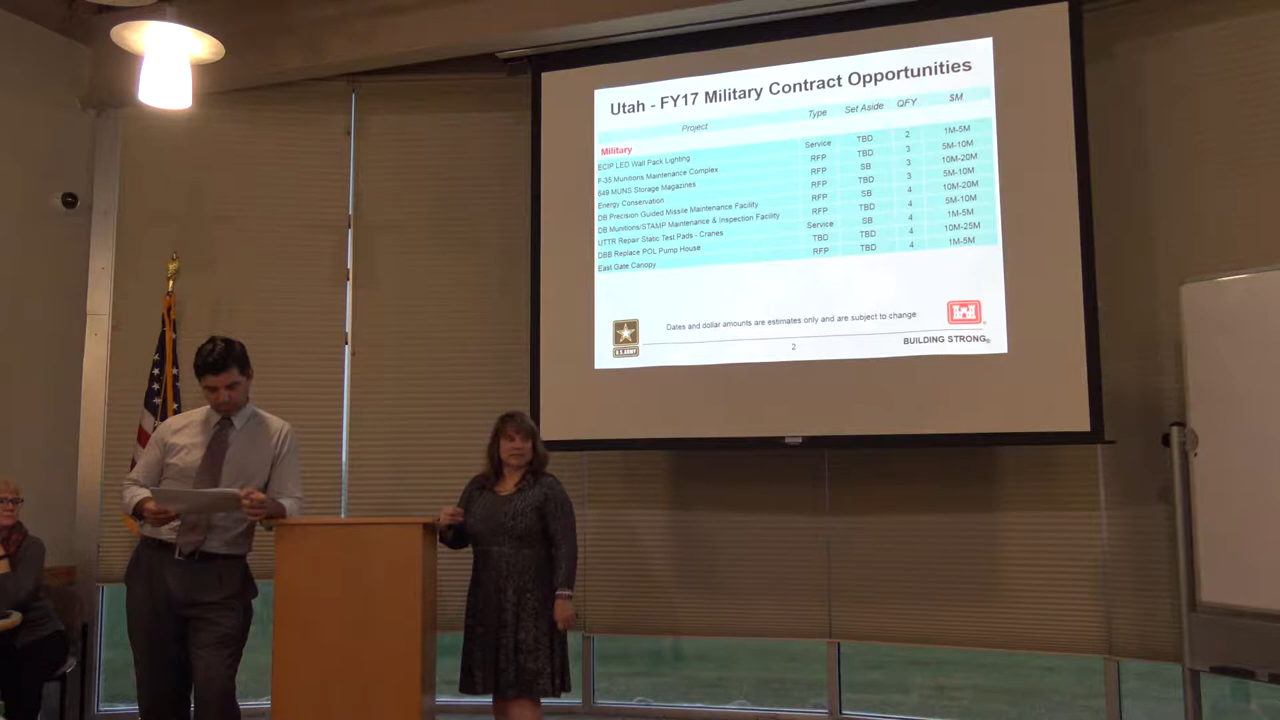 Utah - FY17 Military Contract Opportunities
Project Type Set Aside QFY $M
Military
ECIP LED Wall Pack Lighting Service TBD 2 1M-5M
F-35 Munitions Maintenance Complex RFP TBD 3 5M-10M
649 MUNS Storage Magazines RFP SB 3 10M-20M
Energy Conservation RFP TBD 3 5M-10M
DB Precision Guided Missile Maintenance Facility RFP SB 4 10M-20M
DB Munitions/STAMP Maintenance & Inspection Facility RFP TBD 4 5M-10M
UTTR Repair Static Test Pads - Cranes Service SB 4 1M-5M
DBB Replace POL Pump House TBD TBD 4 10M-25M
East Gate Canopy RFP TBD 4 1M-5M
Dates and dollar amounts are estimates only and are subject to change
U.S.ARMY
2
BUILDING STRONG®